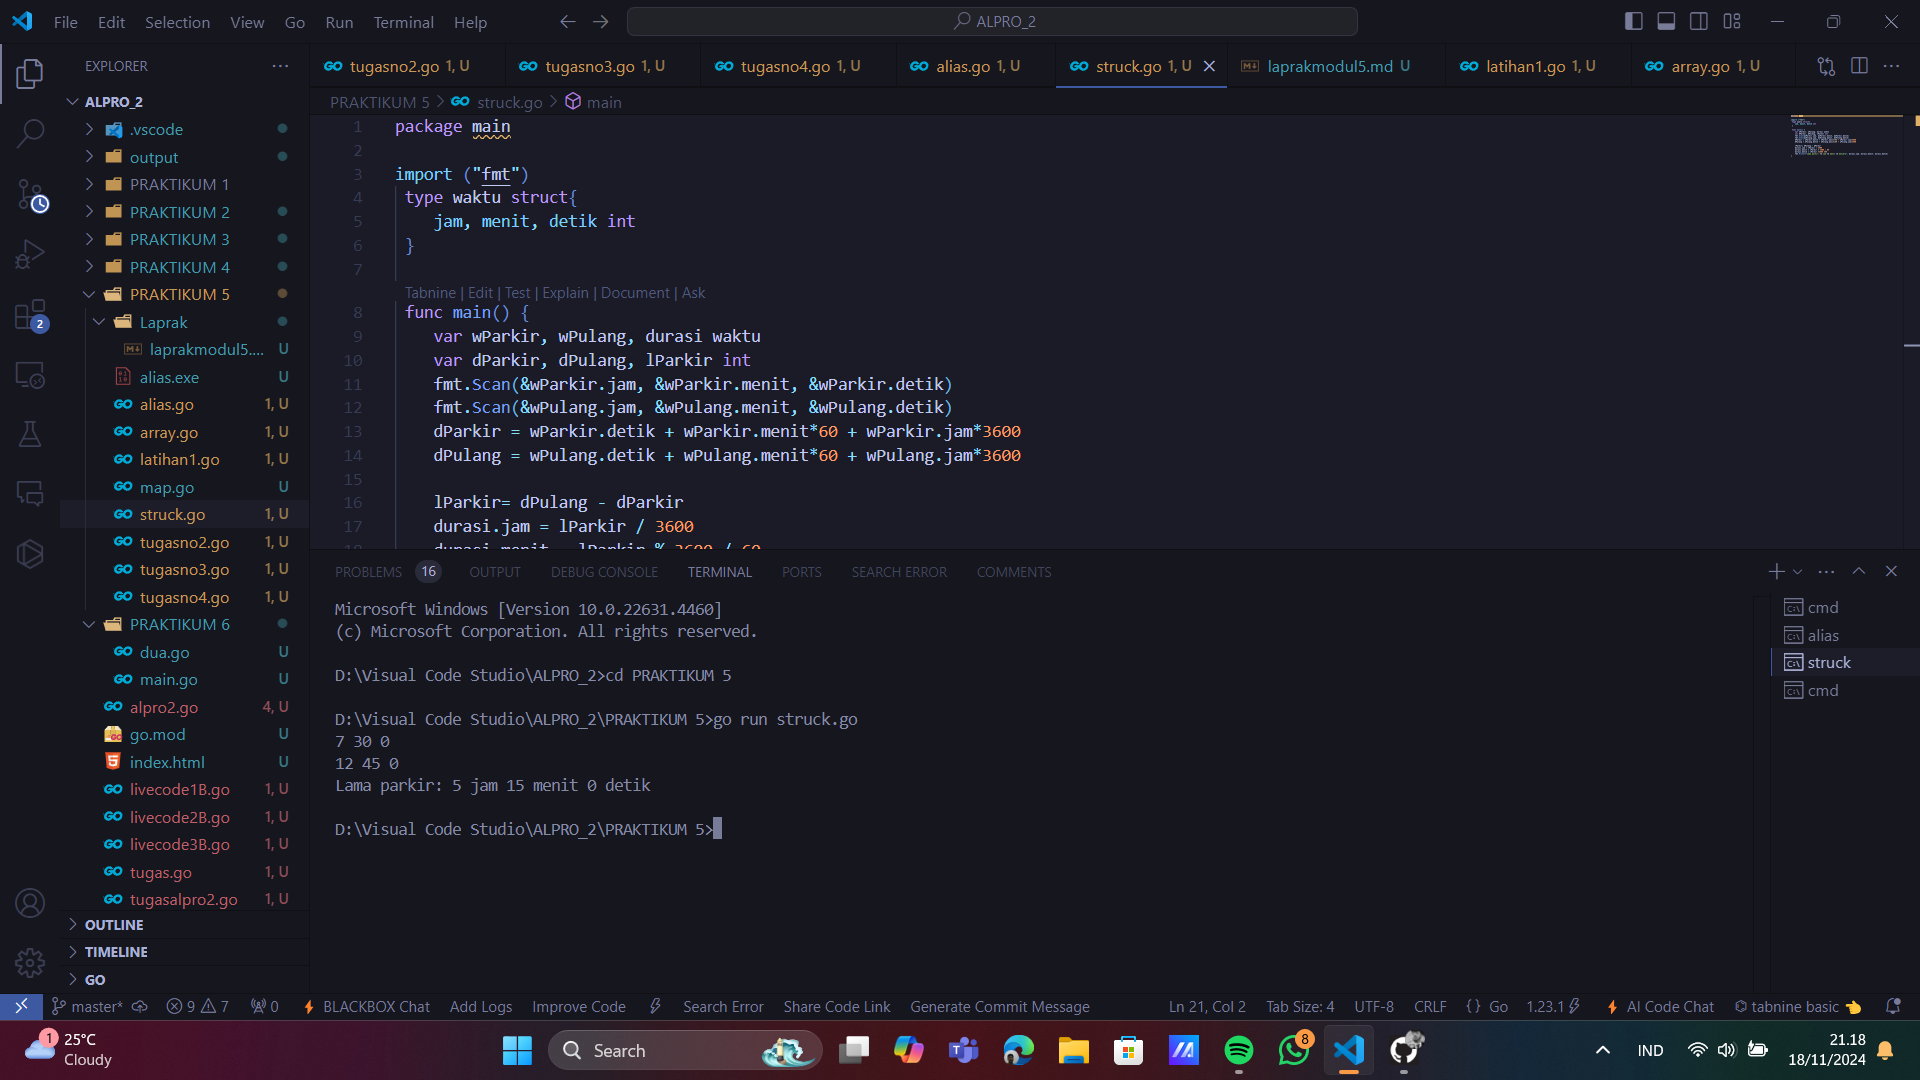 File Edit Selection View Go Run Terminal Help
ALPRO_2
EXPLORER
ALPRO_2
.vscode
output
PRAKTIKUM 1
PRAKTIKUM 2
PRAKTIKUM 3
PRAKTIKUM 4
PRAKTIKUM 5
Laprak
laprakmodul5.... U
alias.exe U
alias.go 1, U
array.go 1, U
latihan1.go 1, U
map.go U
struck.go 1, U
tugasno2.go 1, U
tugasno3.go 1, U
tugasno4.go 1, U
PRAKTIKUM 6
dua.go U
main.go U
alpro2.go 4, U
go.mod U
index.html U
livecode1B.go 1, U
livecode2B.go 1, U
livecode3B.go 1, U
tugas.go 1, U
tugasalpro2.go 1, U
OUTLINE
TIMELINE
GO
2
tugasno2.go 1, U tugasno3.go 1, U tugasno4.go 1, U alias.go 1, U struck.go 1, U laprakmodul5.md U latihan1.go 1, U array.go 1, U
PRAKTIKUM 5 > struck.go > main
1 package main
2
3 import ("fmt")
4 type waktu struct{
5 jam, menit, detik int
6 }
7
Tabnine | Edit | Test | Explain | Document | Ask
8 func main() {
9 var wParkir, wPulang, durasi waktu
10 var dParkir, dPulang, lParkir int
11 fmt.Scan(&wParkir.jam, &wParkir.menit, &wParkir.detik)
12 fmt.Scan(&wPulang.jam, &wPulang.menit, &wPulang.detik)
13 dParkir = wParkir.detik + wParkir.menit*60 + wParkir.jam*3600
14 dPulang = wPulang.detik + wPulang.menit*60 + wPulang.jam*3600
15
16 lParkir= dPulang - dParkir
17 durasi.jam = lParkir / 3600
18 durasi.menit = lParkir % 3600 / 60
PROBLEMS 16 OUTPUT DEBUG CONSOLE TERMINAL PORTS SEARCH ERROR COMMENTS
Microsoft Windows [Version 10.0.22631.4460]
(c) Microsoft Corporation. All rights reserved.
D:\Visual Code Studio\ALPRO_2>cd PRAKTIKUM 5
D:\Visual Code Studio\ALPRO_2\PRAKTIKUM 5>go run struck.go
7 30 0
12 45 0
Lama parkir: 5 jam 15 menit 0 detik
D:\Visual Code Studio\ALPRO_2\PRAKTIKUM 5>
cmd
alias
struck
cmd
master* 9 7 0 BLACKBOX Chat Add Logs Improve Code Search Error Share Code Link Generate Commit Message Ln 21, Col 2 Tab Size: 4 UTF-8 CRLF {} Go 1.23.1 AI Code Chat tabnine basic
1
25°C
Cloudy
Search
8
IND
21.18
18/11/2024